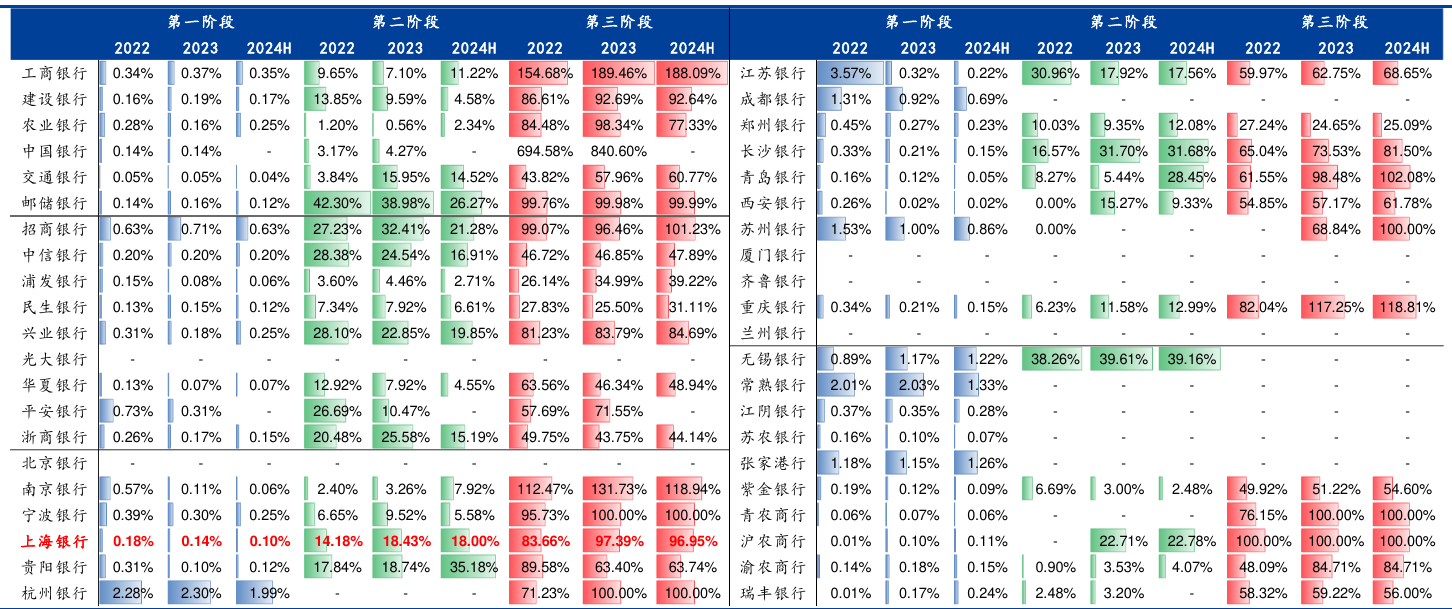 第一阶段 第二阶段 第三阶段 第一阶段 第二阶段 第三阶段
2022 2023 2024H 2022 2023 2024H 2022 2023 2024H 2022 2023 2024H 2022 2023 2024H 2022 2023 2024H
工商银行 0.34% 0.37% 0.35% 9.65% 7.10% 11.22% 154.68% 189.46% 188.09% 江苏银行 3.57% 0.32% 0.22% 30.96% 17.92% 17.56% 59.97% 62.75% 68.65%
建设银行 0.16% 0.19% 0.17% 13.85% 9.59% 4.58% 86.61% 92.69% 92.64% 成都银行 1.31% 0.92% 0.69% - - - - - -
农业银行 0.28% 0.16% 0.25% 1.20% 0.56% 2.34% 84.48% 98.34% 77.33% 郑州银行 0.45% 0.27% 0.23% 10.03% 9.35% 12.08% 27.24% 24.65% 25.09%
中国银行 0.14% 0.14% - 3.17% 4.27% - 694.58% 840.60% - 长沙银行 0.33% 0.21% 0.15% 16.57% 31.70% 31.68% 65.04% 73.53% 81.50%
交通银行 0.05% 0.05% 0.04% 3.84% 15.95% 14.52% 43.82% 57.96% 60.77% 青岛银行 0.16% 0.12% 0.05% 8.27% 5.44% 28.45% 61.55% 98.48% 102.08%
邮储银行 0.14% 0.16% 0.12% 42.30% 38.98% 26.27% 99.76% 99.98% 99.99% 西安银行 0.26% 0.02% 0.02% 0.00% 15.27% 9.33% 54.85% 57.17% 61.78%
招商银行 0.63% 0.71% 0.63% 27.23% 32.41% 21.28% 99.07% 96.46% 101.23% 苏州银行 1.53% 1.00% 0.86% 0.00% - - 68.84% 100.00%
中信银行 0.20% 0.20% 0.20% 28.38% 24.54% 16.91% 46.72% 46.85% 47.89% 厦门银行 - - - - - - - - -
浦发银行 0.15% 0.08% 0.06% 3.60% 4.46% 2.71% 26.14% 34.99% 39.22% 齐鲁银行 - - - - - - - - -
民生银行 0.13% 0.15% 0.12% 7.34% 7.92% 6.61% 27.83% 25.50% 31.11% 重庆银行 0.34% 0.21% 0.15% 6.23% 11.58% 12.99% 82.04% 117.25% 118.81%
兴业银行 0.31% 0.18% 0.25% 28.10% 22.85% 19.85% 81.23% 83.79% 84.69% 兰州银行 - - - - - - - - -
光大银行 - - - - - - - - - 无锡银行 0.89% 1.17% 1.22% 38.26% 39.61% 39.16% - - -
华夏银行 0.13% 0.07% 0.07% 12.92% 7.92% 4.55% 63.56% 46.34% 48.94% 常熟银行 2.01% 2.03% 1.33% - - - - - -
平安银行 0.73% 0.31% - 26.69% 10.47% - 57.69% 71.55% - 江阴银行 0.37% 0.35% 0.28% - - - - - -
浙商银行 0.26% 0.17% 0.15% 20.48% 25.58% 15.19% 49.75% 43.75% 44.14% 苏农银行 0.16% 0.10% 0.07% - - - - - -
北京银行 - - - - - - - - - 张家港行 1.18% 1.15% 1.26% - - - - - -
南京银行 0.57% 0.11% 0.06% 2.40% 3.26% 7.92% 112.47% 131.73% 118.94% 紫金银行 0.19% 0.12% 0.09% 6.69% 3.00% 2.48% 49.92% 51.22% 54.60%
宁波银行 0.39% 0.30% 0.25% 6.65% 9.52% 5.58% 95.73% 100.00% 100.00% 青农商行 0.06% 0.07% 0.06% - - - 76.15% 100.00% 100.00%
上海银行 0.18% 0.14% 0.10% 14.18% 18.43% 18.00% 83.66% 97.39% 96.95% 沪农商行 0.01% 0.10% 0.11% - 22.71% 22.78% 100.00% 100.00% 100.00%
贵阳银行 0.31% 0.10% 0.12% 17.84% 18.74% 35.18% 89.58% 63.40% 63.74% 渝农商行 0.14% 0.18% 0.15% 0.90% 3.53% 4.07% 48.09% 84.71% 84.71%
杭州银行 2.28% 2.30% 1.99% - - - 71.23% 100.00% 100.00% 瑞丰银行 0.01% 0.17% 0.24% 2.48% 3.20% - 58.32% 59.22% 56.00%